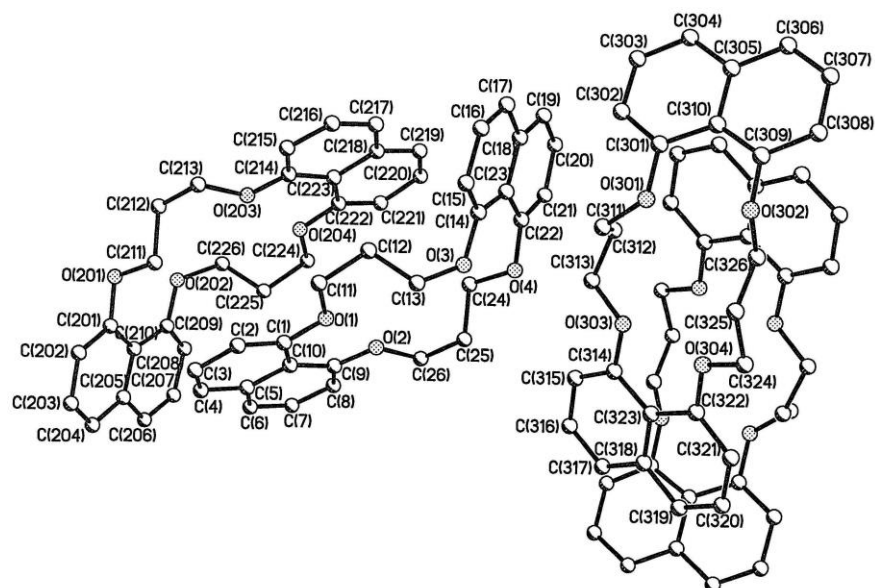 C(304)
C(306)
C(303)
C(305)
C(307)
C(302)
C(310)
C(309)
C(308)
C(301)
O(301)
C(311)
O(302)
C(312)
C(326)
C(313)
O(303)
C(325)
C(314)
O(304)
C(315)
C(324)
C(323)
C(322)
C(316)
C(318)
C(321)
C(317)
C(319)
C(320)
C(17)
C(19)
C(16)
C(18)
C(20)
C(23)
C(15)
C(21)
C(14)
C(22)
O(3)
O(4)
C(12)
C(13)
C(24)
C(11)
O(1)
C(2)
C(1)
O(2)
C(25)
C(10)
C(26)
C(3)
C(9)
C(4)
C(5)
C(8)
C(6)
C(7)
C(216)
C(217)
C(215)
C(218)
C(219)
C(214)
C(220)
C(213)
C(223)
C(212)
O(203)
C(222)
C(221)
O(204)
C(211)
C(226)
C(224)
O(201)
O(202)
C(225)
C(201)
C(209)
C(210)
C(202)
C(208)
C(205)
C(207)
C(203)
C(204)
C(206)